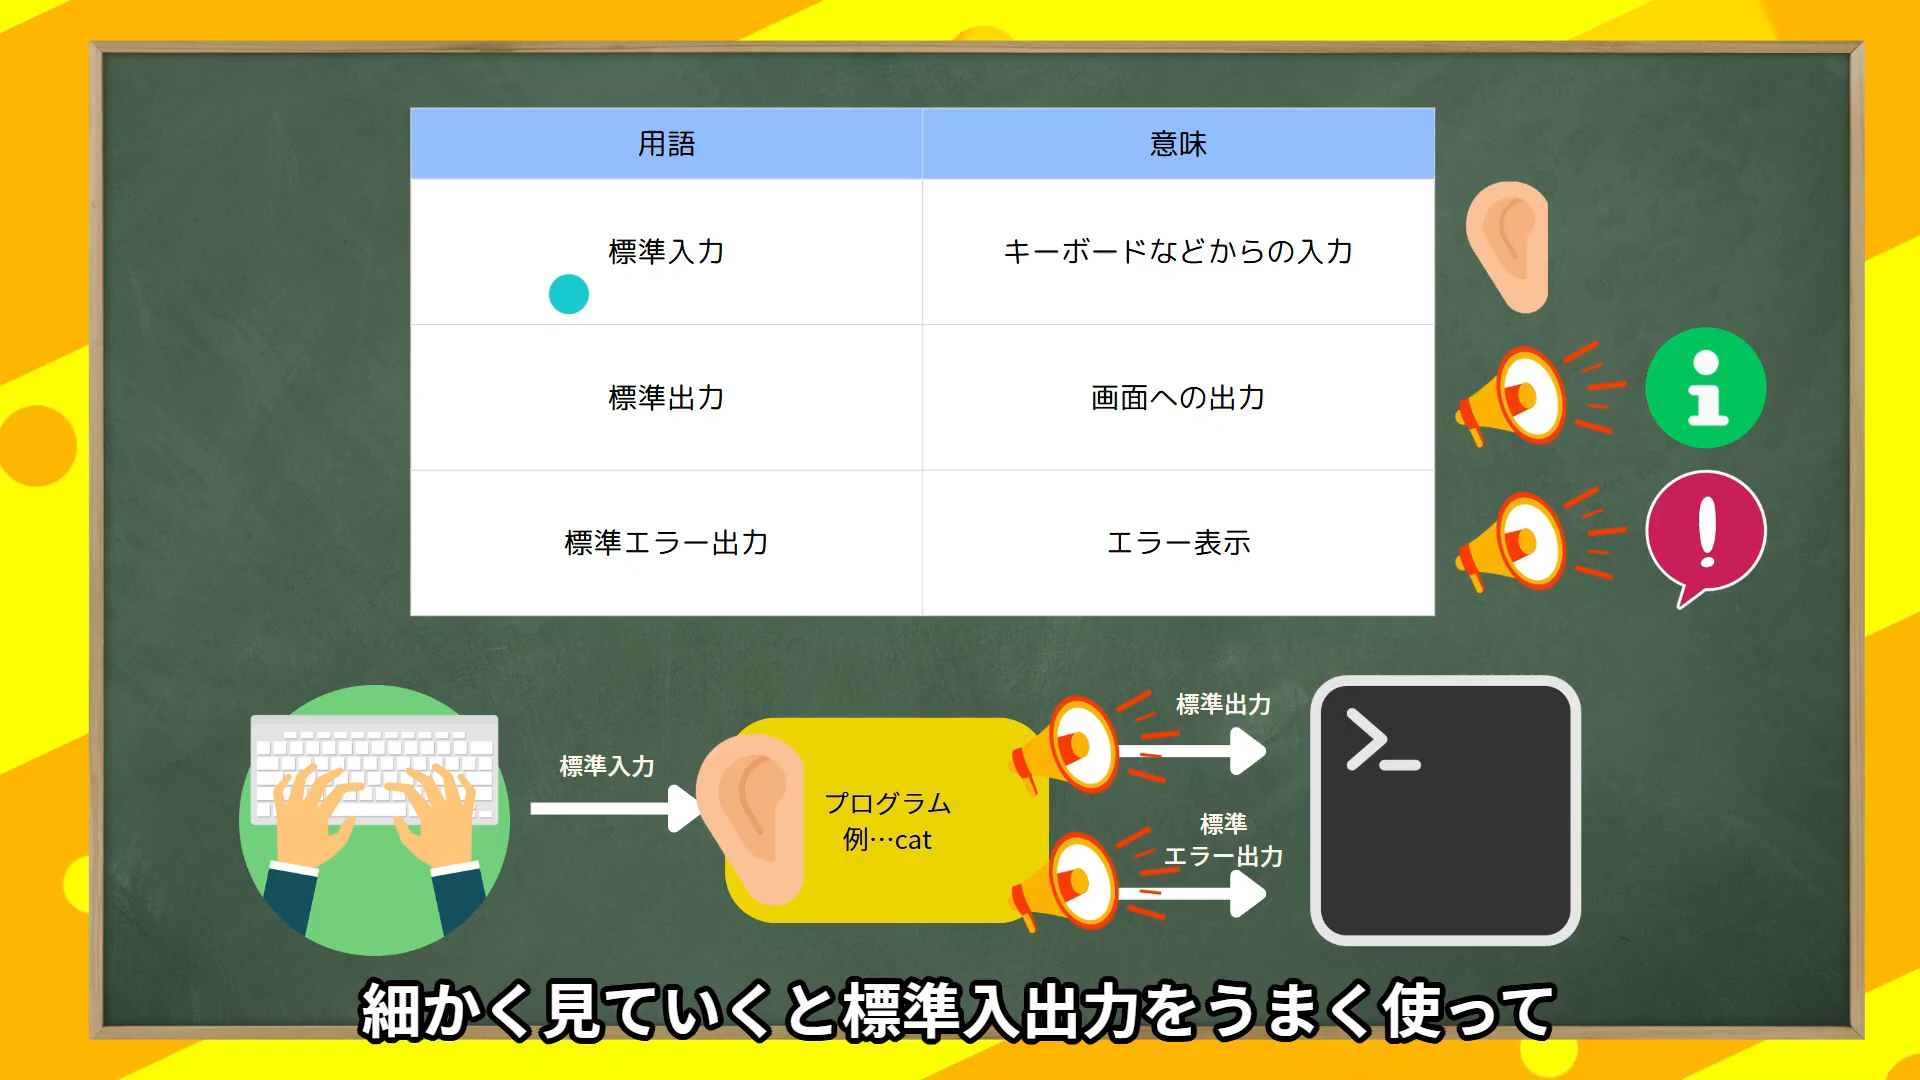 用語
意味
標準入力
キーボードなどからの入力
標準出力
画面への出力
標準エラー出力
エラー表示
標準入力
プログラム
例…cat
標準出力
標準
エラー出力
細かく見ていくと標準入出力をうまく使って